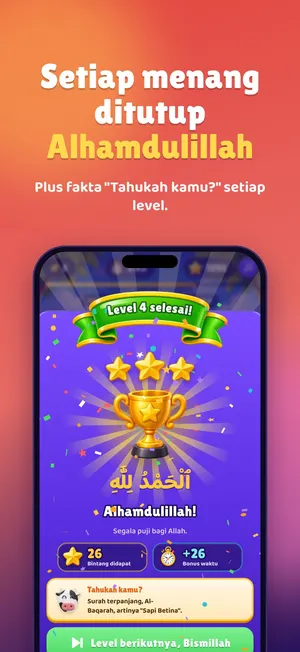 Setiap menang
ditutup
Alhamdulillah
Plus fakta "Tahukah kamu?" setiap
level.
Level 4 selesai!
ٱلْحَمْدُ لِلَّٰهِ
Alhamdulillah!
Segala puji bagi Allah.
26
Bintang didapat
+26
Bonus waktu
Tahukah kamu?
Surah terpanjang, Al-
Baqarah, artinya "Sapi Betina".
Level berikutnya, Bismillah